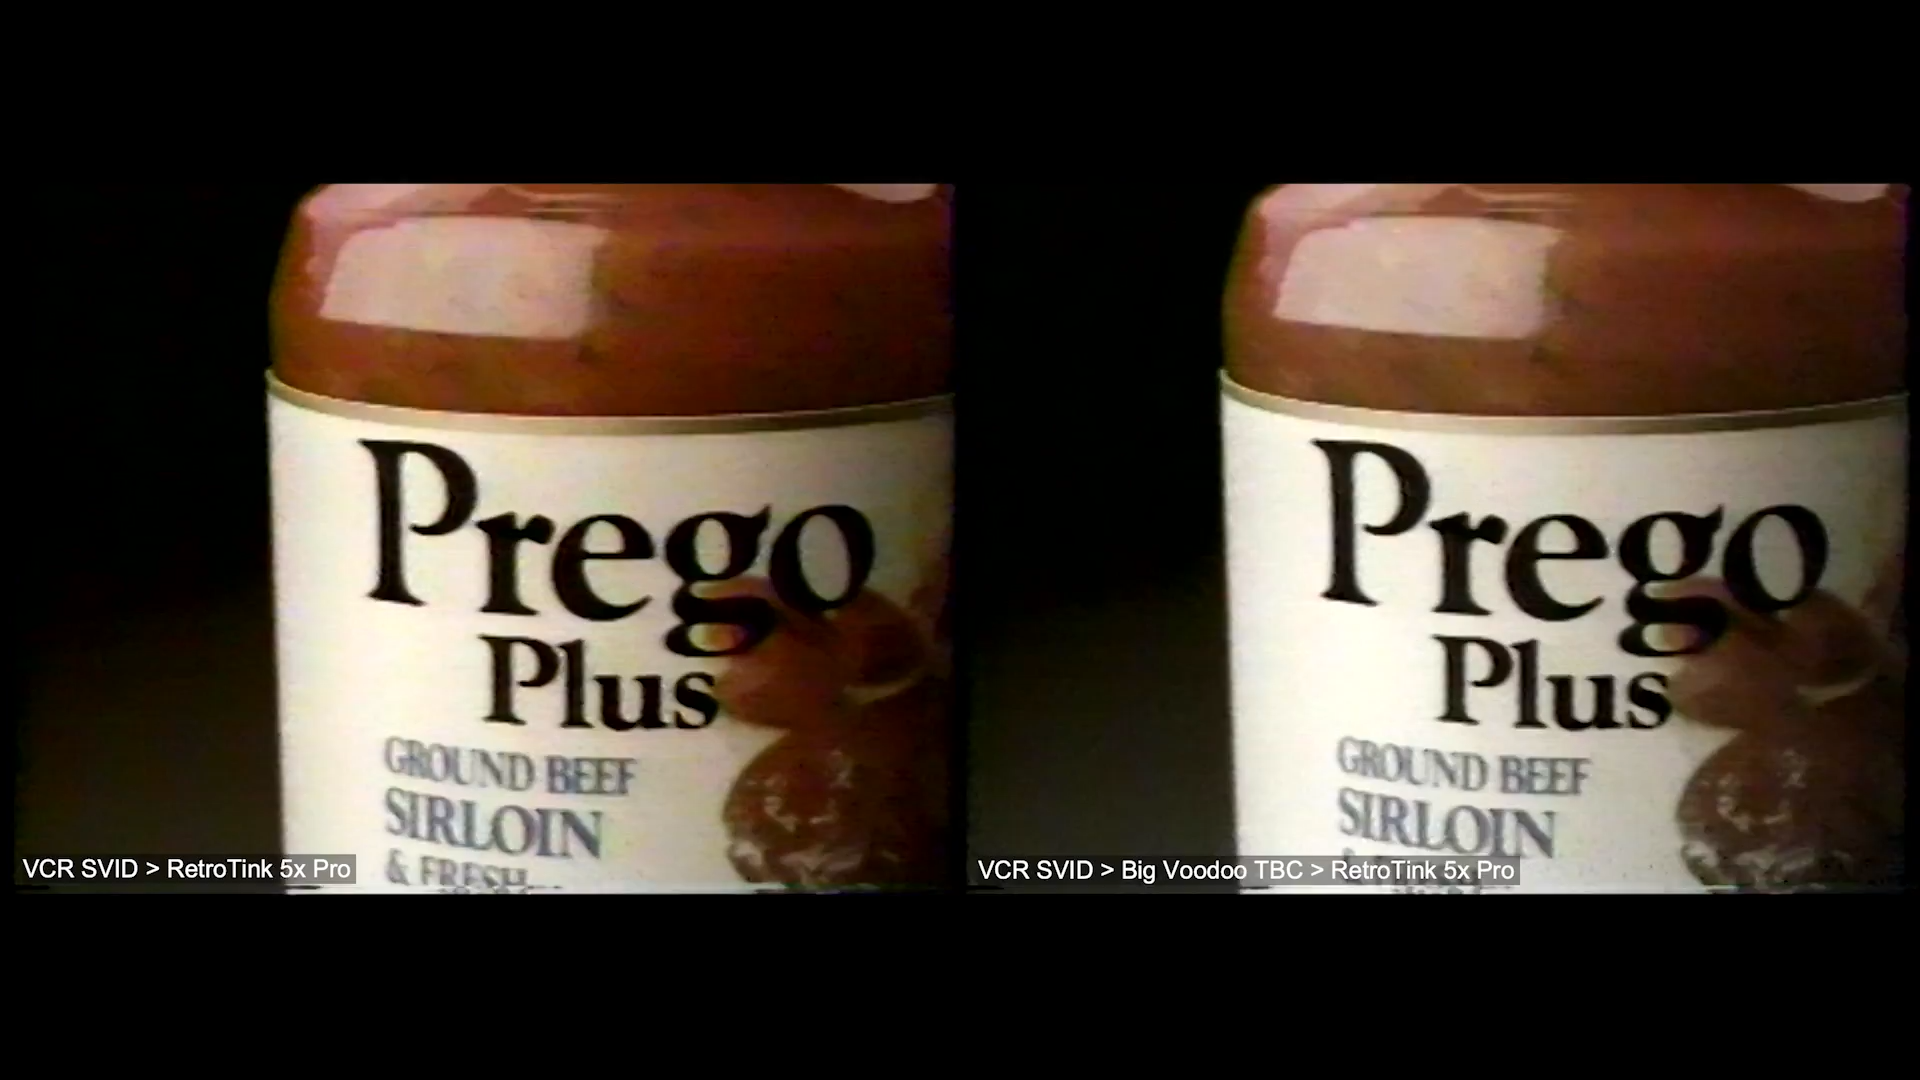 Prego
Plus
GROUND BEEF
SIRLOIN
& FRESH
VCR SVID > RetroTink 5x Pro
Prego
Plus
GROUND BEEF
SIRLOIN
VCR SVID > Big Voodoo TBC > RetroTink 5x Pro